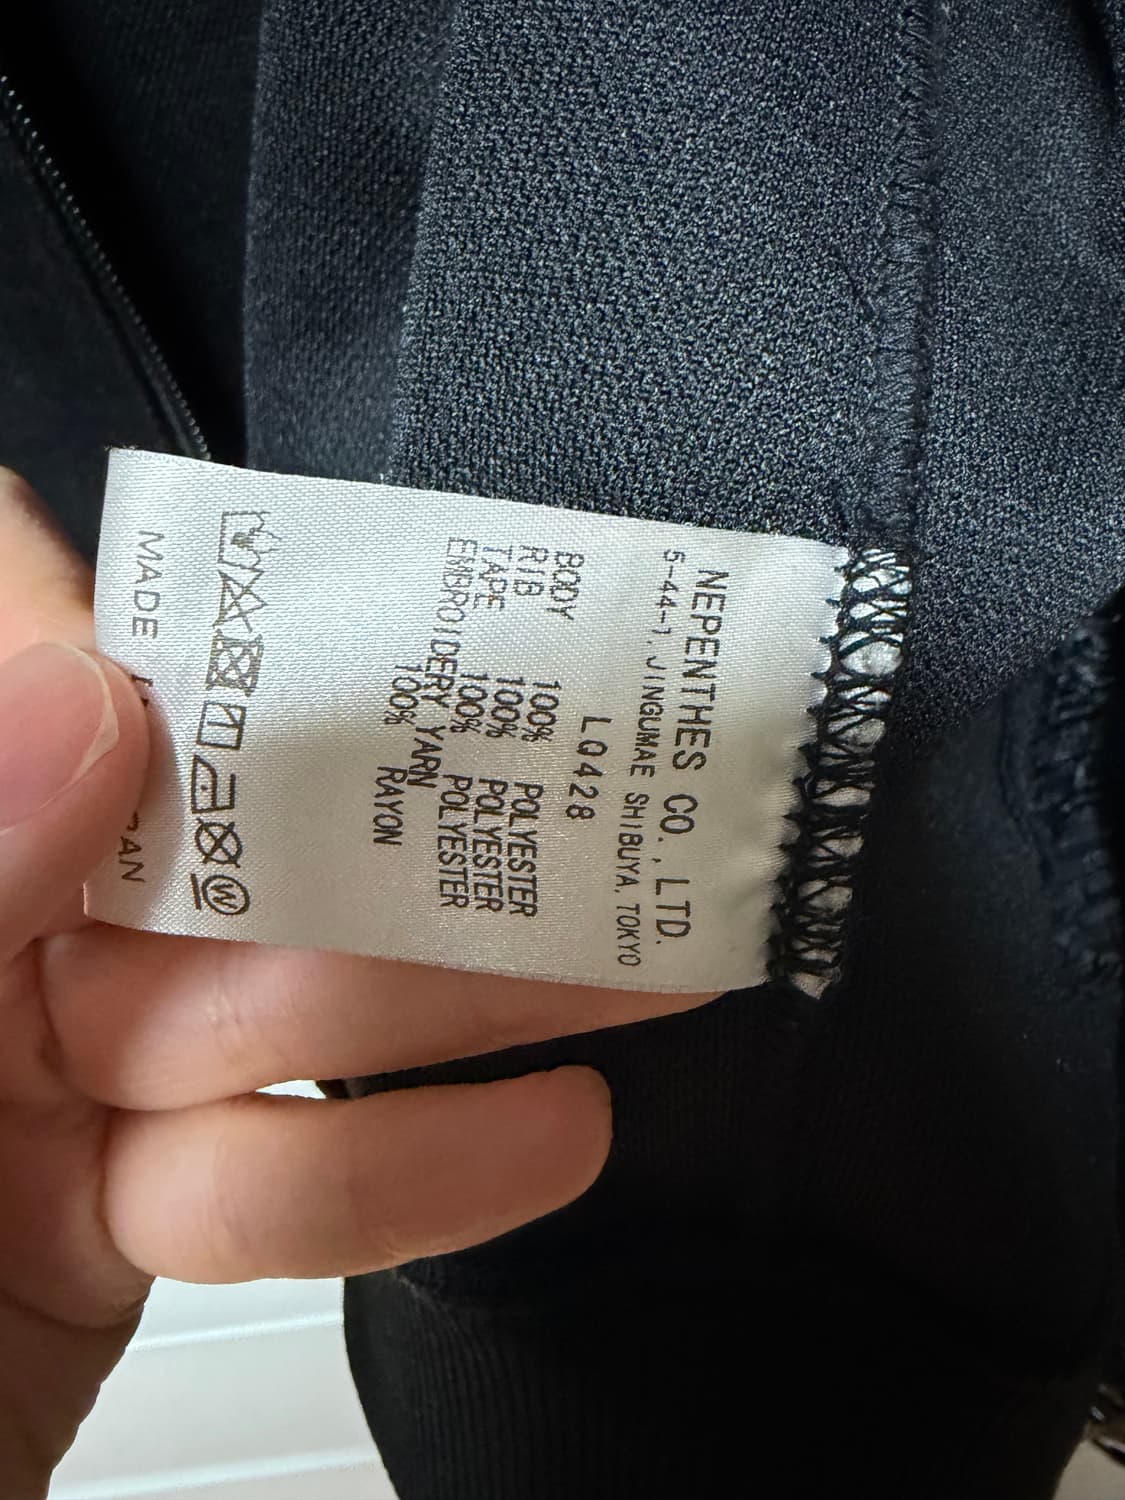 NEPENTHES CO., LTD.
5-44-1, JINGUMAE SHIBUYA, TOKYO
LQ428
BODY 100% POLYESTER
RIB 100% POLYESTER
TAPE 100% POLYESTER
EMBROIDERY YARN
100% RAYON
W
MADE